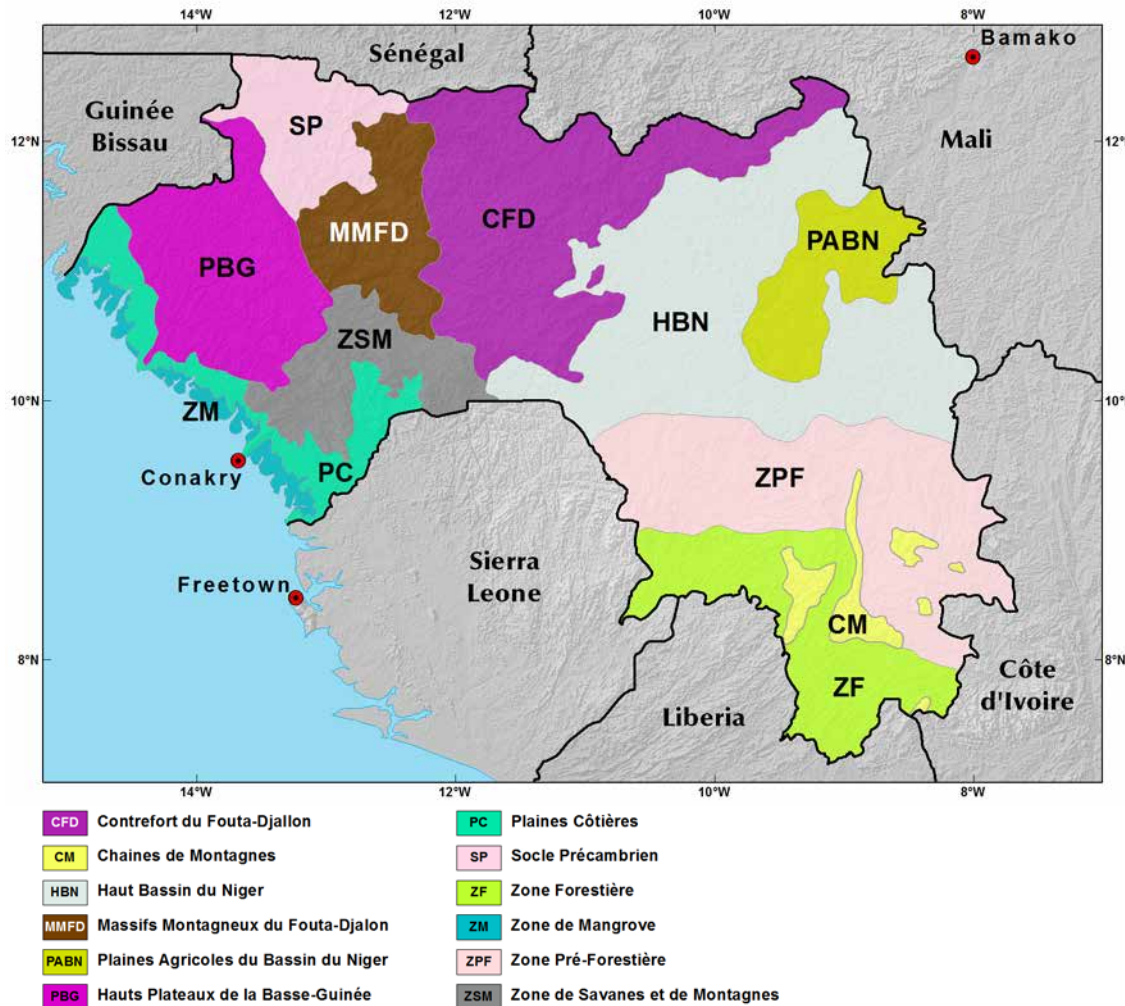 14°W 12°W 10°W 8°W
Sénégal
Bamako
Guinée
Bissau
SP
12°N
Mali
12°N
MMFD
CFD
PABN
PBG
HBN
ZSM
10°N
ZM
10°N
Conakry
PC
ZPF
Sierra
Leone
Freetown
CM
8°N
8°N
ZF
Côte
d'Ivoire
Liberia
14°W 12°W 10°W 8°W
CFD Contrefort du Fouta-Djallon
CM Chaines de Montagnes
HBN Haut Bassin du Niger
MMFD Massifs Montagneux du Fouta-Djalon
PABN Plaines Agricoles du Bassin du Niger
PBG Hauts Plateaux de la Basse-Guinée
PC Plaines Côtières
SP Socle Précambrien
ZF Zone Forestière
ZM Zone de Mangrove
ZPF Zone Pré-Forestière
ZSM Zone de Savanes et de Montagnes